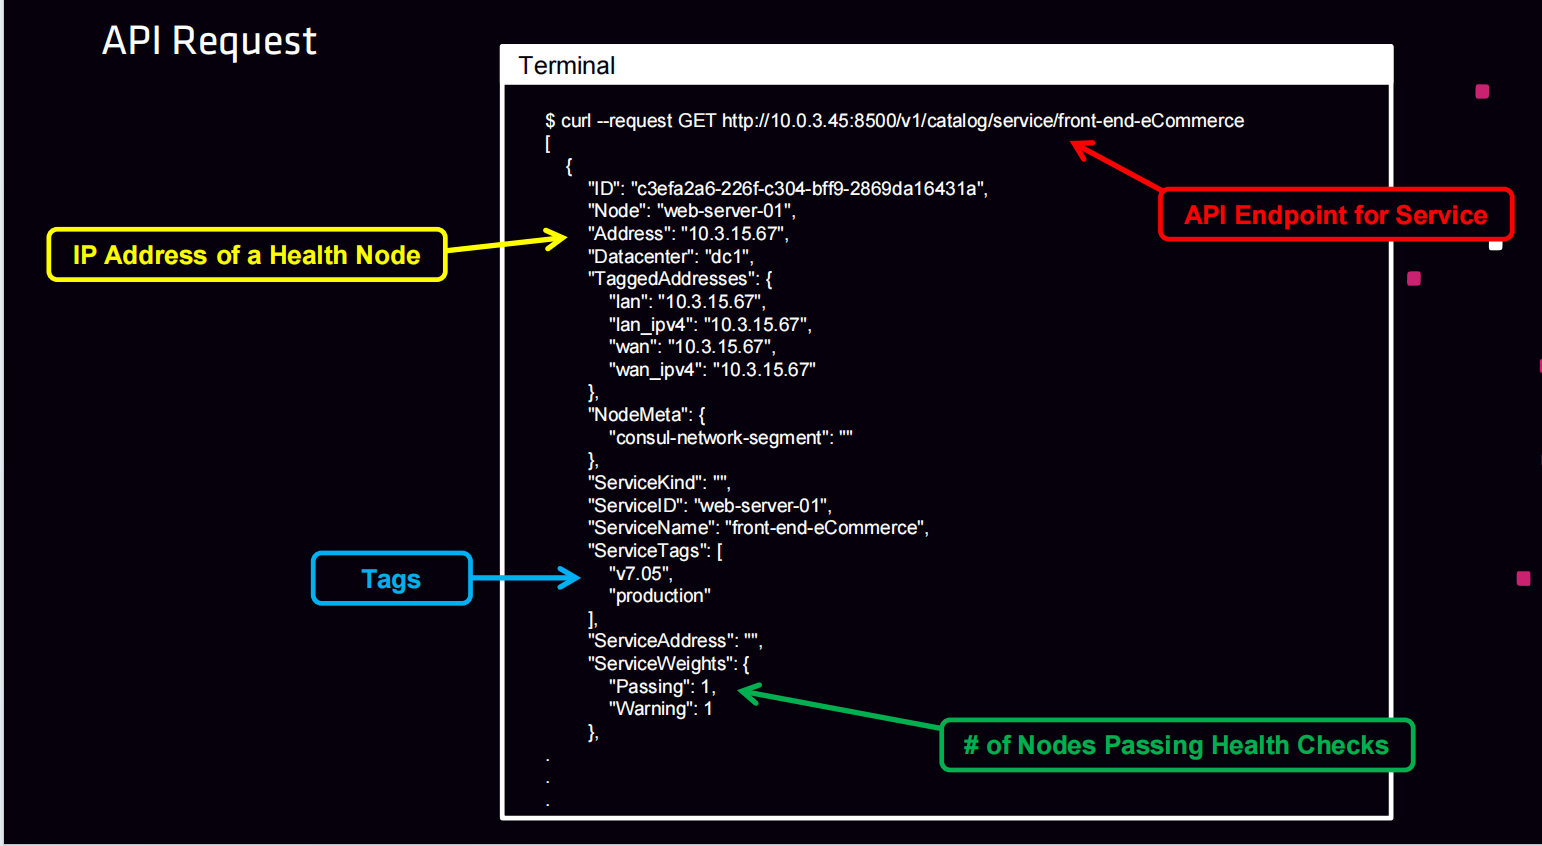 API Request
Terminal
$ curl --request GET http://10.0.3.45:8500/v1/catalog/service/front-end-eCommerce
[
{
"ID": "c3efa2a6-226f-c304-bff9-2869da16431a",
"Node": "web-server-01",
"Address": "10.3.15.67",
"Datacenter": "dc1",
"TaggedAddresses": {
"lan": "10.3.15.67",
"lan_ipv4": "10.3.15.67",
"wan": "10.3.15.67",
"wan_ipv4": "10.3.15.67"
},
"NodeMeta": {
"consul-network-segment": ""
},
"ServiceKind": "",
"ServiceID": "web-server-01",
"ServiceName": "front-end-eCommerce",
"ServiceTags": [
"v7.05",
"production"
],
"ServiceAddress": "",
"ServiceWeights": {
"Passing": 1,
"Warning": 1
},
.
.
.
API Endpoint for Service
IP Address of a Health Node
Tags
# of Nodes Passing Health Checks